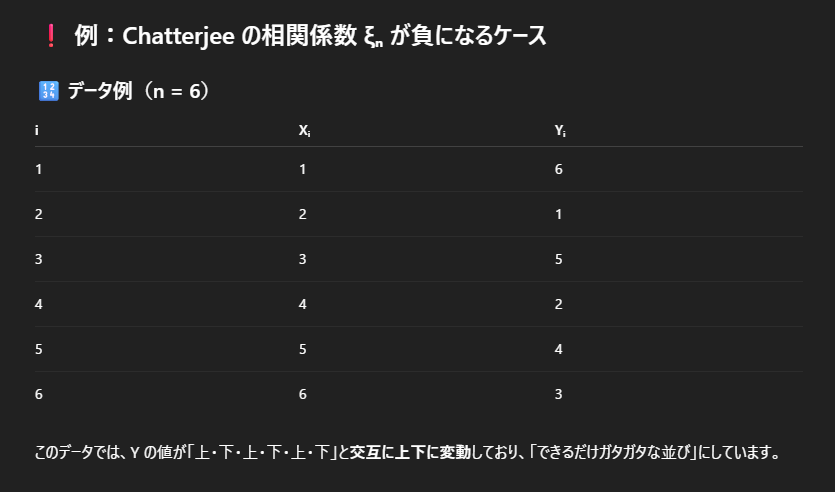 ❗ 例：Chatterjee の相関係数 ξₙ が負になるケース
🔢 データ例（n = 6）
i Xᵢ Yᵢ
1 1 6
2 2 1
3 3 5
4 4 2
5 5 4
6 6 3
このデータでは、Y の値が「上・下・上・下・上・下」と交互に上下に変動しており、「できるだけガタガタな並び」にしています。